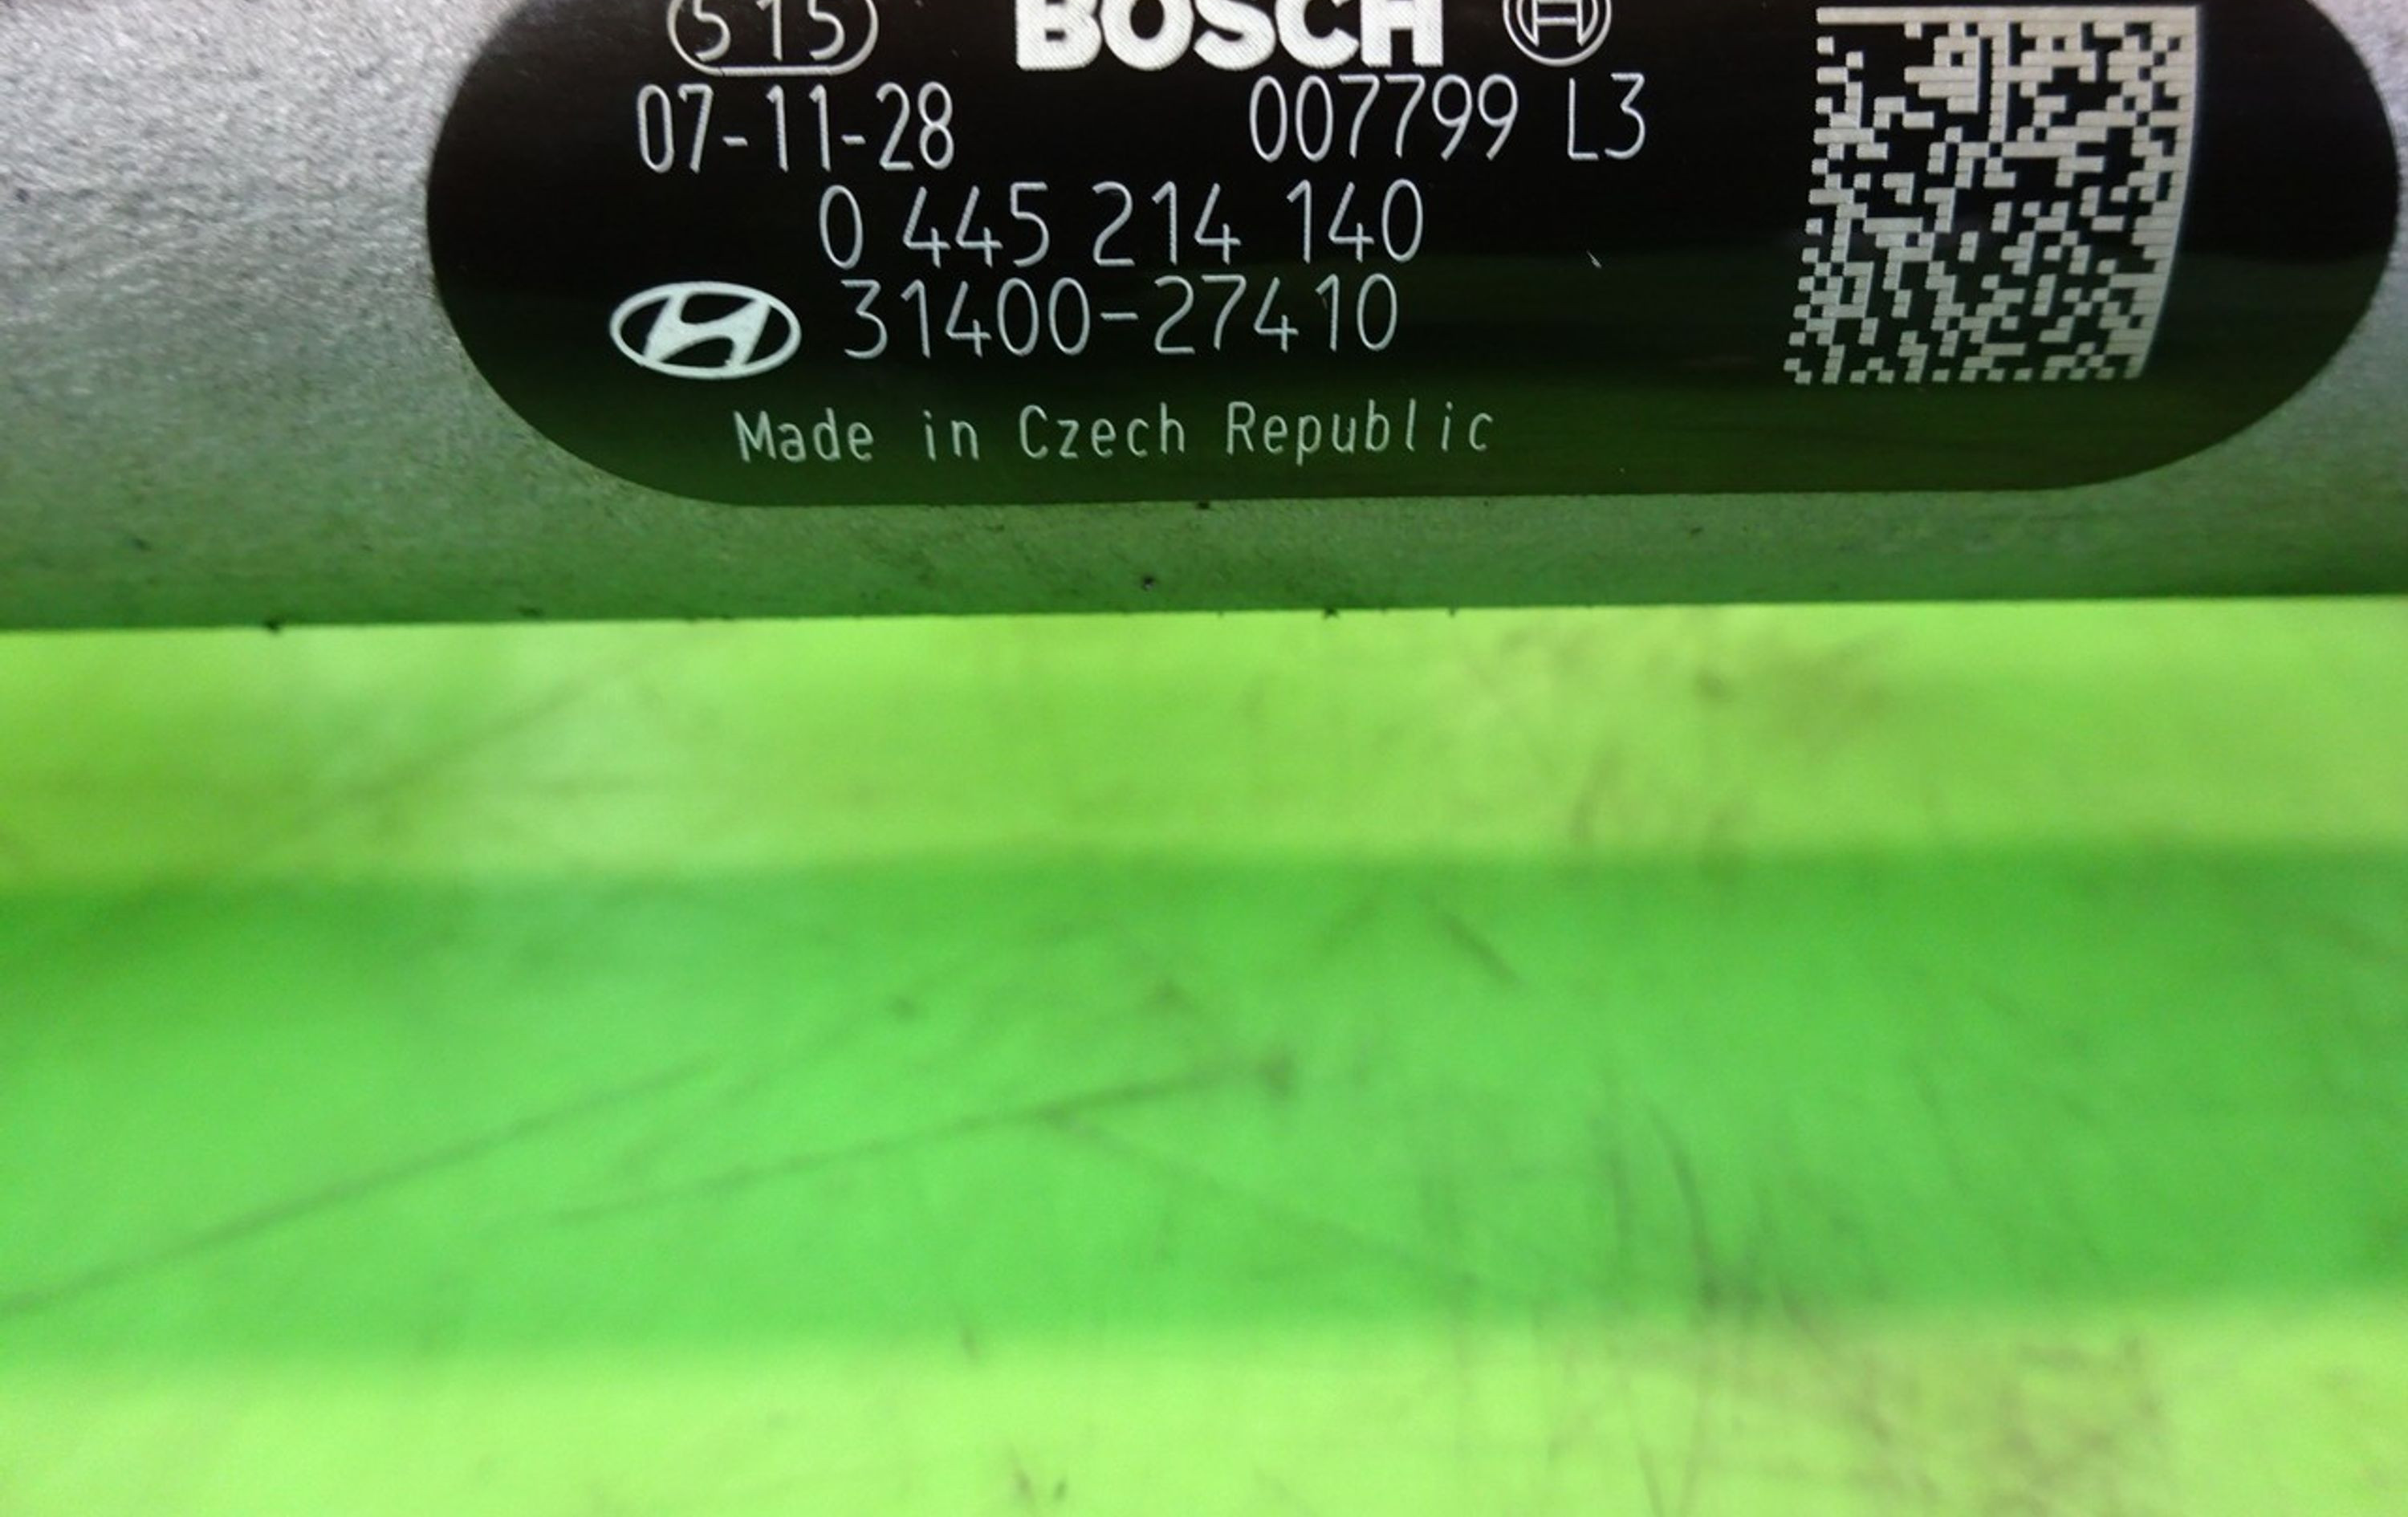 515 BOSCH
07-11-28 007799 L3
0 445 214 140
31400-27410
Made in Czech Republic